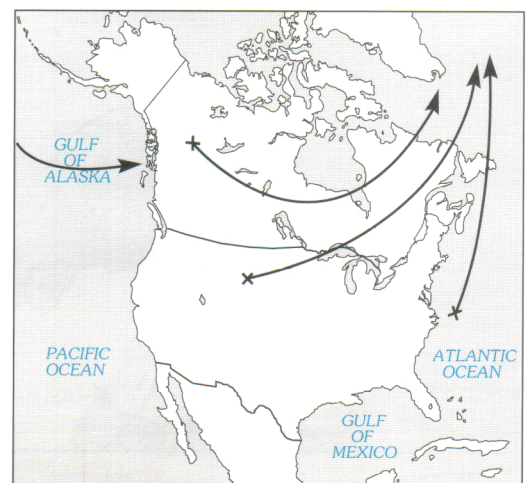 GULF
OF
ALASKA
PACIFIC
OCEAN
ATLANTIC
OCEAN
GULF
OF
MEXICO